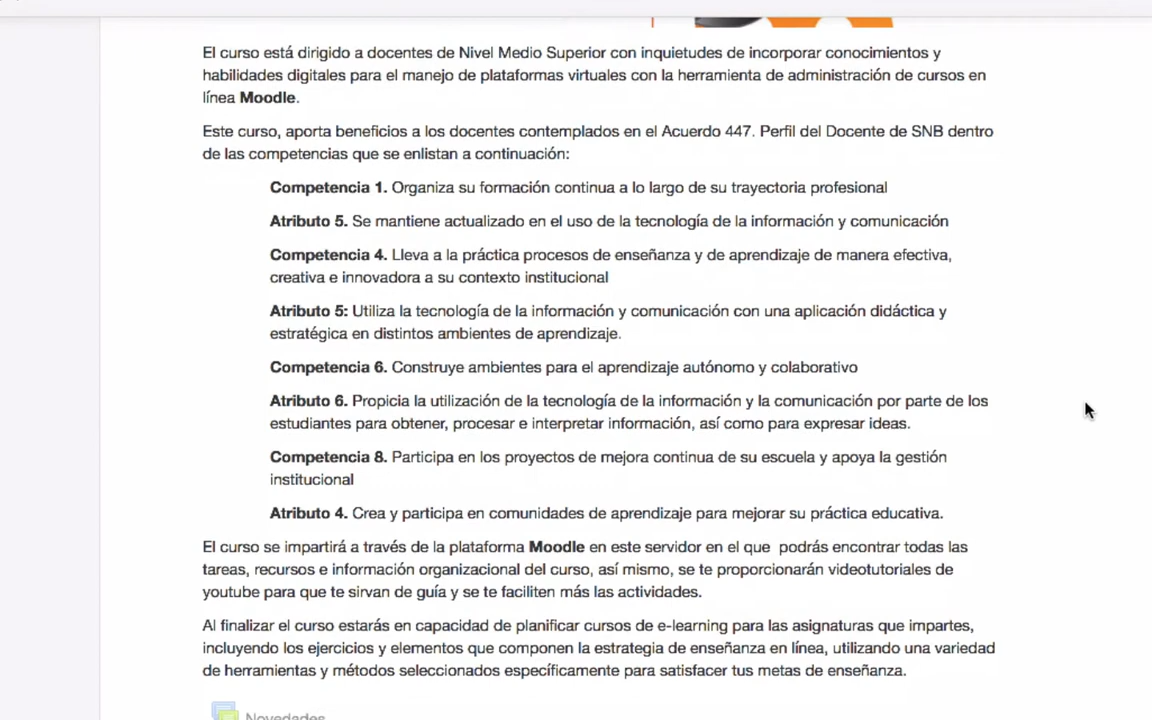 El curso está dirigido a docentes de Nivel Medio Superior con inquietudes de incorporar conocimientos y
habilidades digitales para el manejo de plataformas virtuales con la herramienta de administración de cursos en
línea Moodle.
Este curso, aporta beneficios a los docentes contemplados en el Acuerdo 447. Perfil del Docente de SNB dentro
de las competencias que se enlistan a continuación:
Competencia 1. Organiza su formación continua a lo largo de su trayectoria profesional
Atributo 5. Se mantiene actualizado en el uso de la tecnología de la información y comunicación
Competencia 4. Lleva a la práctica procesos de enseñanza y de aprendizaje de manera efectiva,
creativa e innovadora a su contexto institucional
Atributo 5: Utiliza la tecnología de la información y comunicación con una aplicación didáctica y
estratégica en distintos ambientes de aprendizaje.
Competencia 6. Construye ambientes para el aprendizaje autónomo y colaborativo
Atributo 6. Propicia la utilización de la tecnología de la información y la comunicación por parte de los
estudiantes para obtener, procesar e interpretar información, así como para expresar ideas.
Competencia 8. Participa en los proyectos de mejora continua de su escuela y apoya la gestión
institucional
Atributo 4. Crea y participa en comunidades de aprendizaje para mejorar su práctica educativa.
El curso se impartirá a través de la plataforma Moodle en este servidor en el que podrás encontrar todas las
tareas, recursos e información organizacional del curso, así mismo, se te proporcionarán videotutoriales de
youtube para que te sirvan de guía y se te faciliten más las actividades.
Al finalizar el curso estarás en capacidad de planificar cursos de e-learning para las asignaturas que impartes,
incluyendo los ejercicios y elementos que componen la estrategia de enseñanza en línea, utilizando una variedad
de herramientas y métodos seleccionados específicamente para satisfacer tus metas de enseñanza.
Novedades